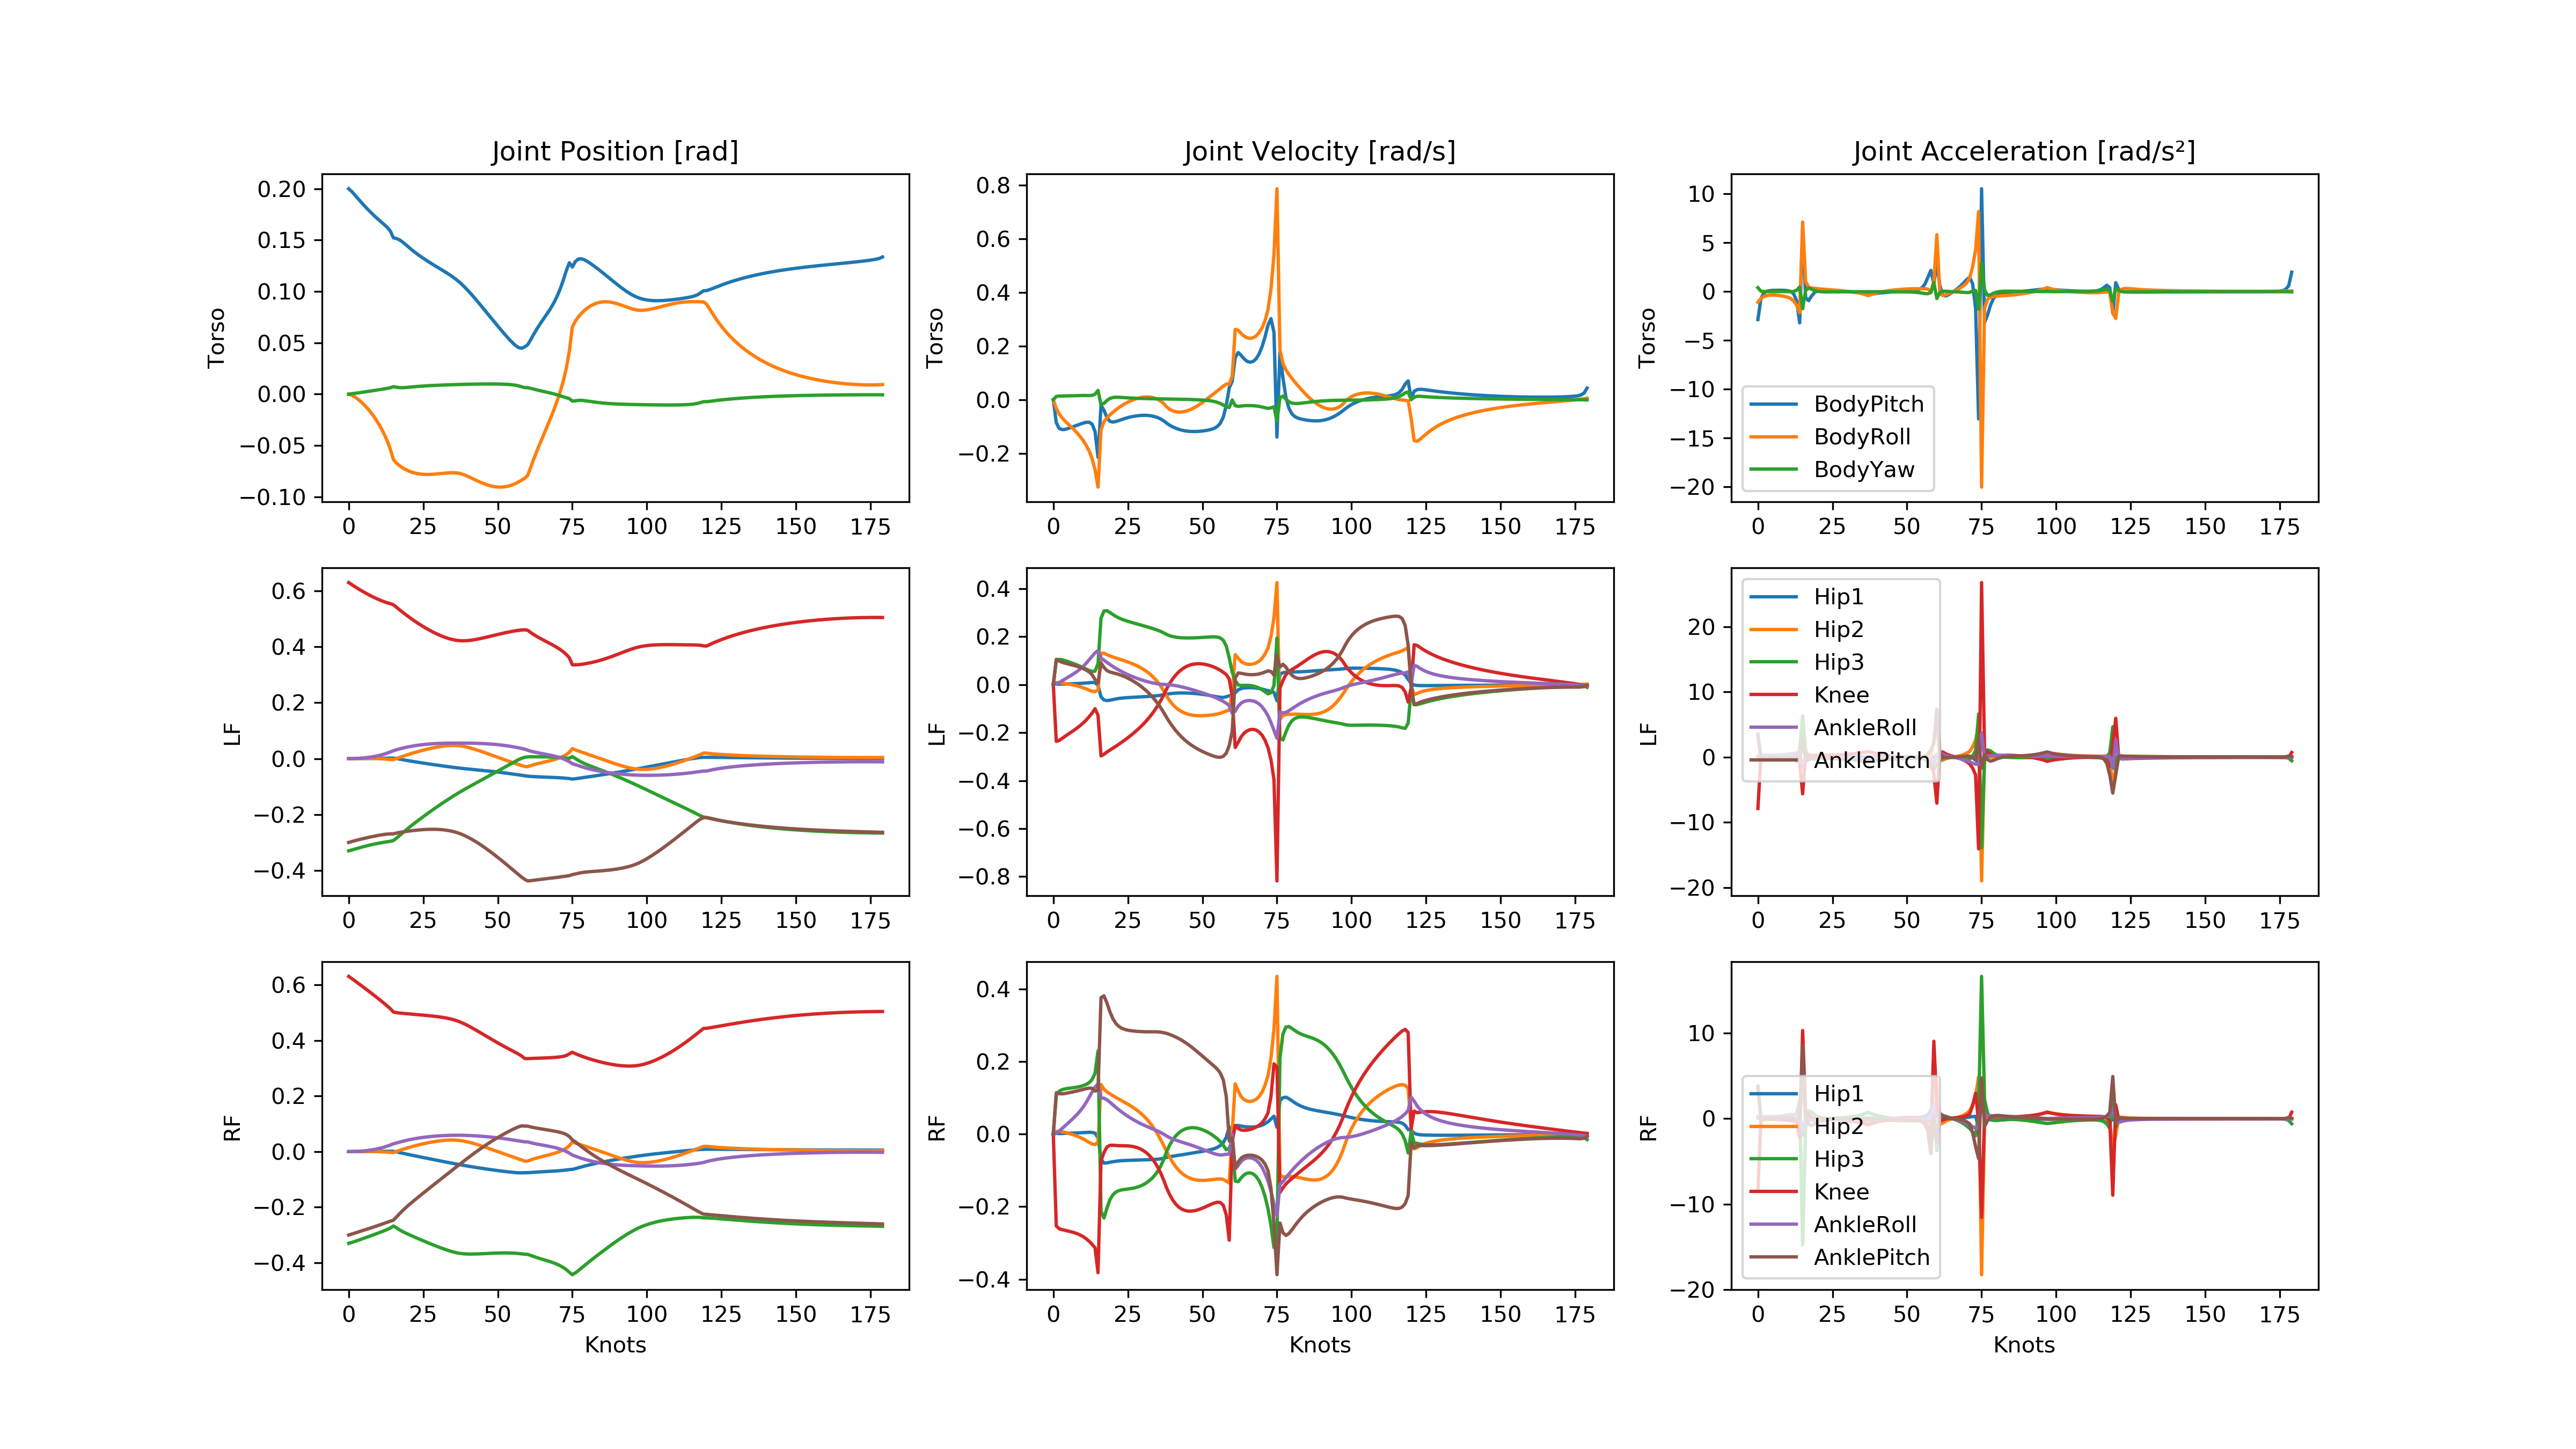 Joint Position [rad]
Joint Velocity [rad/s]
Joint Acceleration [rad/s²]
Torso
0.20
0.15
0.10
0.05
0.00
−0.05
−0.10
0 25 50 75 100 125 150 175
Torso
0.8
0.6
0.4
0.2
0.0
−0.2
0 25 50 75 100 125 150 175
Torso
10
5
0
−5
−10
−15
−20
BodyPitch
BodyRoll
BodyYaw
0 25 50 75 100 125 150 175
LF
0.6
0.4
0.2
0.0
−0.2
−0.4
0 25 50 75 100 125 150 175
LF
0.4
0.2
0.0
−0.2
−0.4
−0.6
−0.8
0 25 50 75 100 125 150 175
LF
20
10
0
−10
−20
Hip1
Hip2
Hip3
Knee
AnkleRoll
AnklePitch
0 25 50 75 100 125 150 175
RF
0.6
0.4
0.2
0.0
−0.2
−0.4
0 25 50 75 100 125 150 175
Knots
RF
0.4
0.2
0.0
−0.2
−0.4
0 25 50 75 100 125 150 175
Knots
RF
10
0
−10
−20
Hip1
Hip2
Hip3
Knee
AnkleRoll
AnklePitch
0 25 50 75 100 125 150 175
Knots